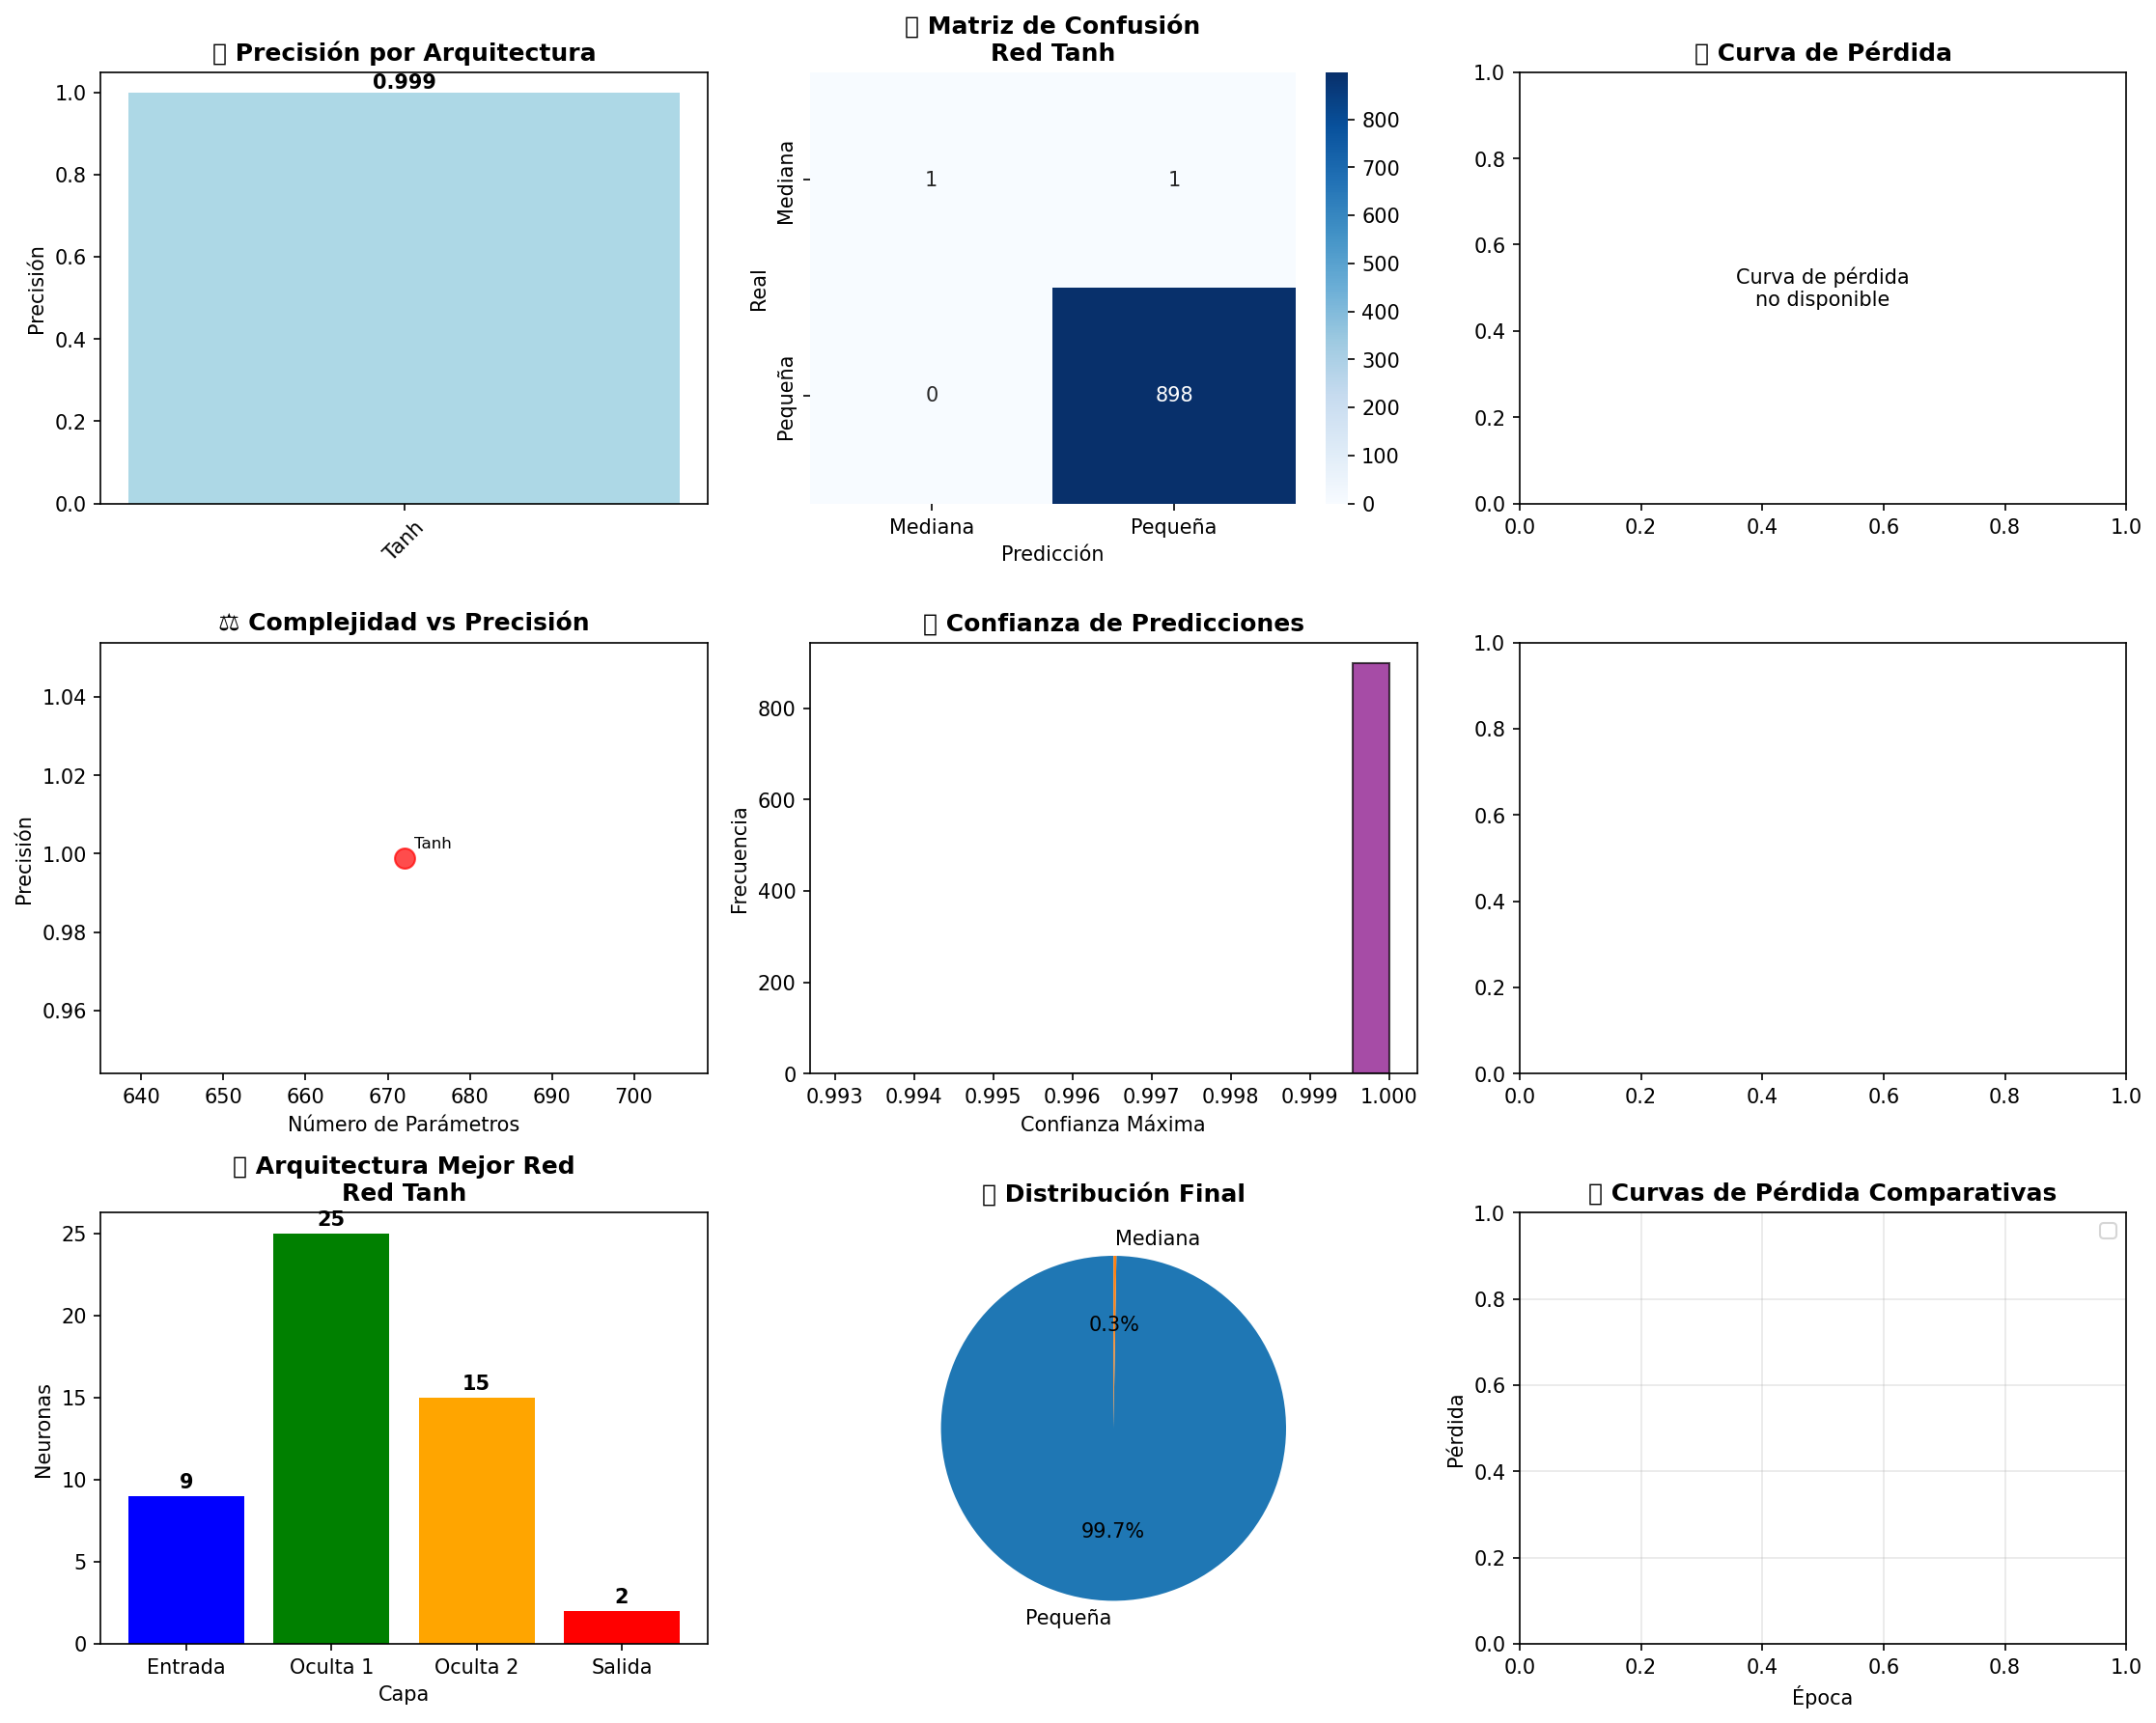 Precisión por Arquitectura
0.999
1.0
0.8
0.6
0.4
0.2
0.0
Precisión
Tanh
Matriz de Confusión
Red Tanh
Mediana
Pequeña
Real
1
1
0
898
Mediana
Pequeña
Predicción
800
700
600
500
400
300
200
100
0
Curva de Pérdida
1.0
0.8
0.6
0.4
0.2
0.0
Curva de pérdida
no disponible
0.0
0.2
0.4
0.6
0.8
1.0
⚖ Complejidad vs Precisión
1.04
1.02
1.00
0.98
0.96
Precisión
Tanh
640
650
660
670
680
690
700
Número de Parámetros
Confianza de Predicciones
800
600
400
200
0
Frecuencia
0.993
0.994
0.995
0.996
0.997
0.998
0.999
1.000
Confianza Máxima
1.0
0.8
0.6
0.4
0.2
0.0
0.0
0.2
0.4
0.6
0.8
1.0
Arquitectura Mejor Red
Red Tanh
25
20
15
10
5
0
Neuronas
9
25
15
2
Entrada
Oculta 1
Oculta 2
Salida
Capa
Distribución Final
Mediana
0.3%
99.7%
Pequeña
Curvas de Pérdida Comparativas
1.0
0.8
0.6
0.4
0.2
0.0
Pérdida
0.0
0.2
0.4
0.6
0.8
1.0
Época